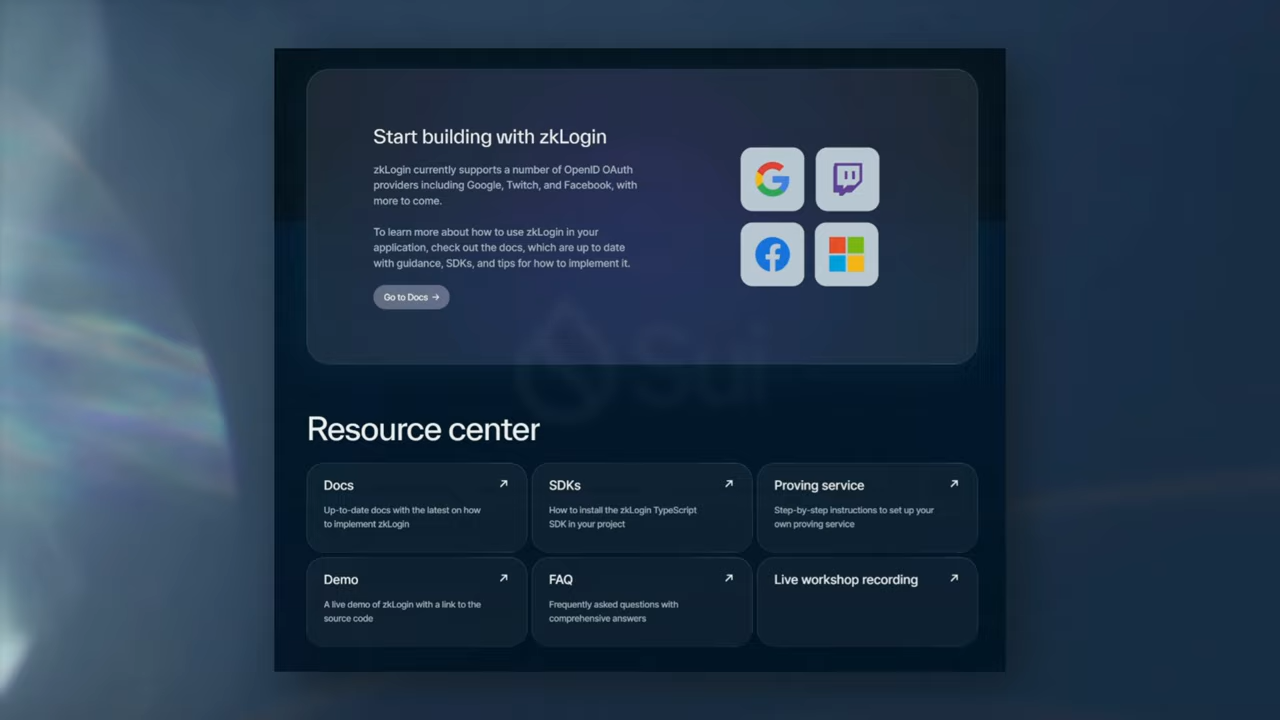 Start building with zkLogin
zkLogin currently supports a number of OpenID OAuth
providers including Google, Twitch, and Facebook, with
more to come.
To learn more about how to use zkLogin in your
application, check out the docs, which are up to date
with guidance, SDKs, and tips for how to implement it.
Go to Docs →
Sui
Resource center
Docs
Up-to-date docs with the latest on how
to implement zkLogin
SDKs
How to install the zkLogin TypeScript
SDK in your project
Proving service
Step-by-step instructions to set up your
own proving service
Demo
A live demo of zkLogin with a link to the
source code
FAQ
Frequently asked questions with
comprehensive answers
Live workshop recording